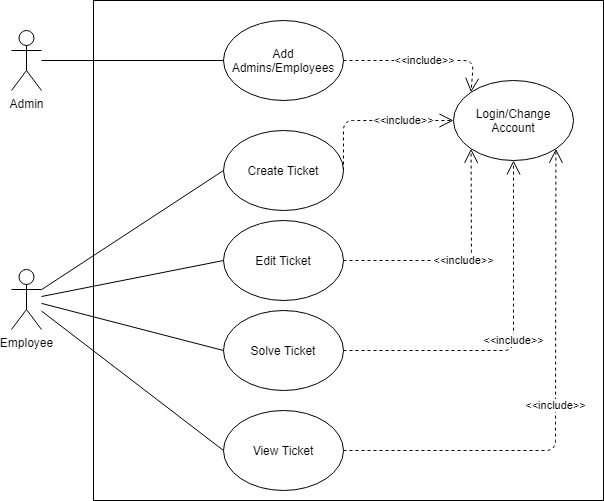 Add
Admins/Employees
<<include>>
Admin
Login/Change
Account
<<include>>
Create Ticket
Edit Ticket
<<include>>
Employee
Solve Ticket
<<include>>
<<include>>
View Ticket